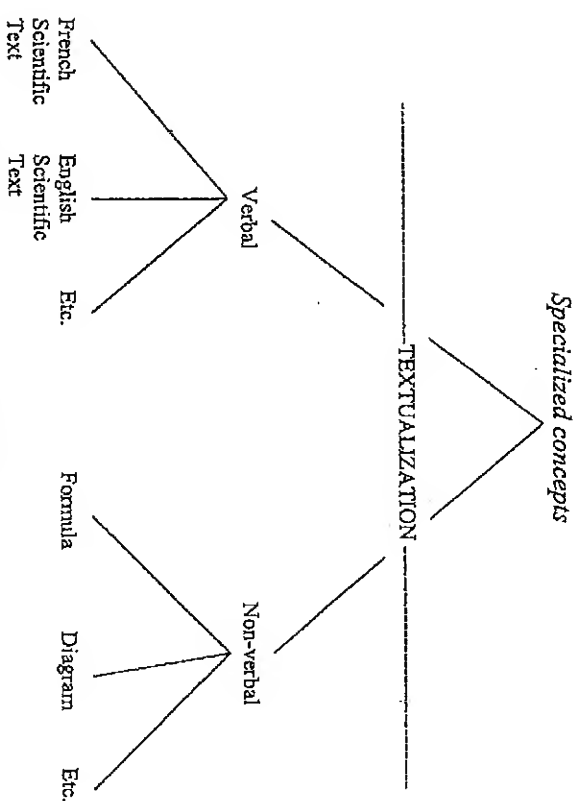 Specialized concepts
TEXTUALIZATION
Verbal
Non-verbal
French
Scientific
Text
English
Scientific
Text
Etc.
Formula
Diagram
Etc.